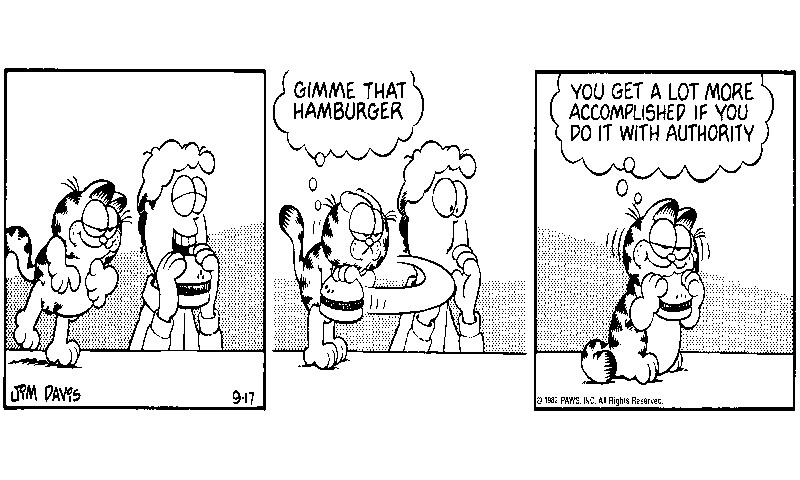 JIM DAVIS
9-17
GIMME THAT
HAMBURGER
YOU GET A LOT MORE
ACCOMPLISHED IF YOU
DO IT WITH AUTHORITY
© 1982 PAWS, INC. All Rights Reserved.